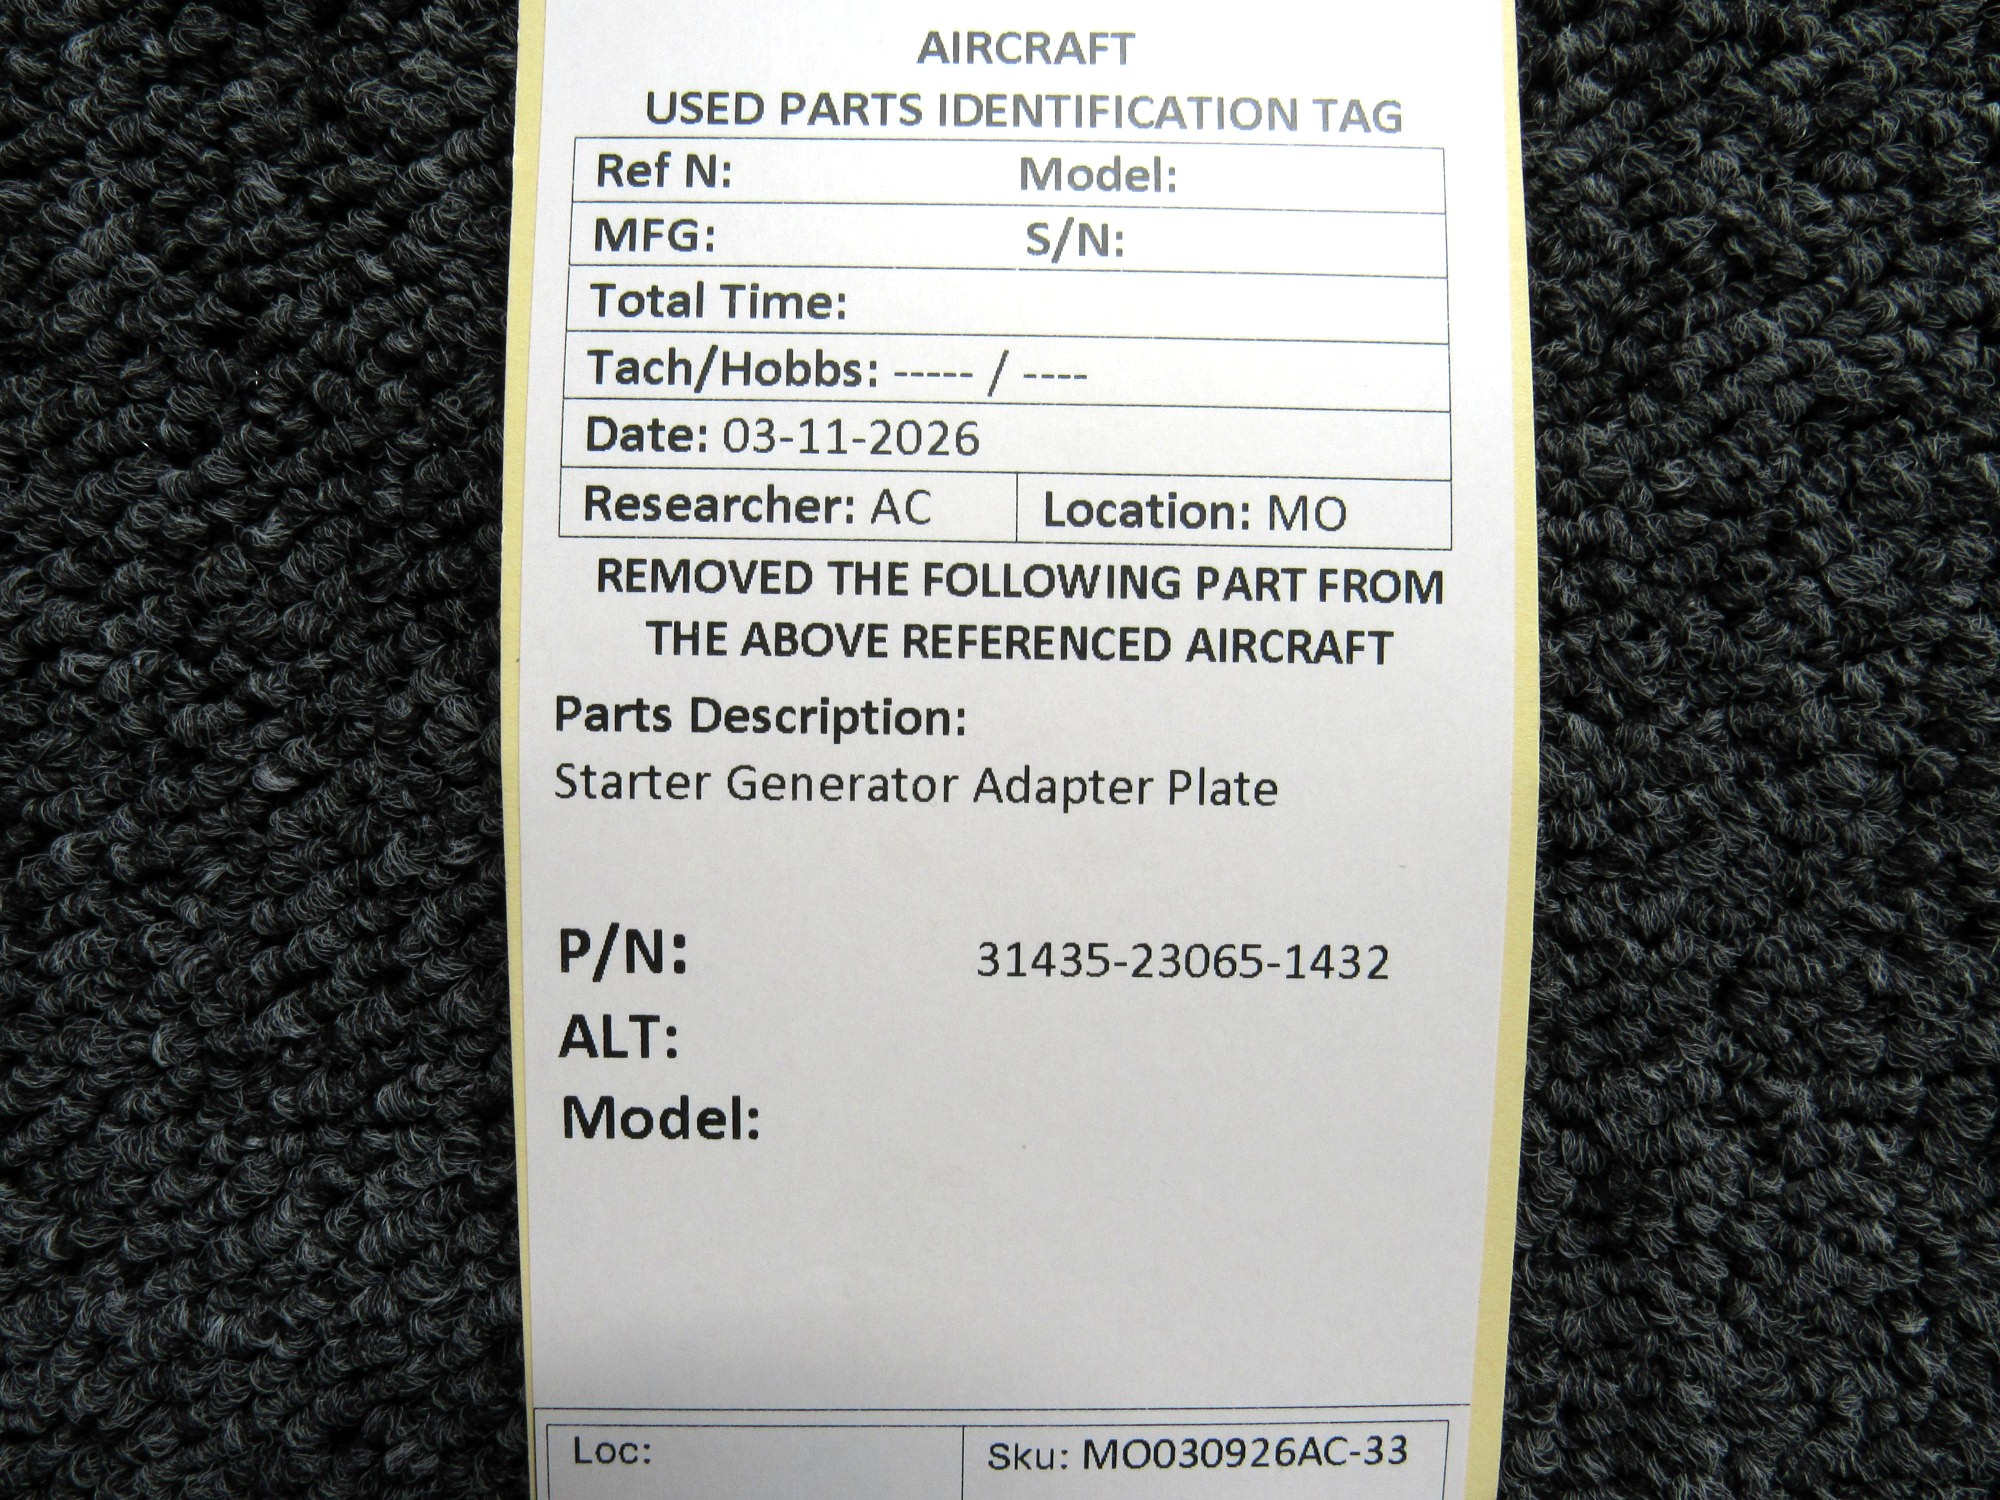 AIRCRAFT
USED PARTS IDENTIFICATION TAG
Ref N: Model:
MFG: S/N:
Total Time:
Tach/Hobbs: ----- / ----
Date: 03-11-2026
Researcher: AC Location: MO
REMOVED THE FOLLOWING PART FROM
THE ABOVE REFERENCED AIRCRAFT
Parts Description:
Starter Generator Adapter Plate
P/N: 31435-23065-1432
ALT:
Model:
Loc: Sku: MO030926AC-33